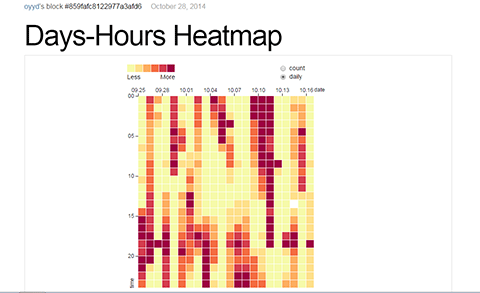 oyyd's block #859fafc8122977a3afd6 October 28, 2014
Days-Hours Heatmap
Less More
count
daily
09.25 09.28 10.01 10.04 10.07 10.10 10.13 10.16 date
00
05
10
15
20
time